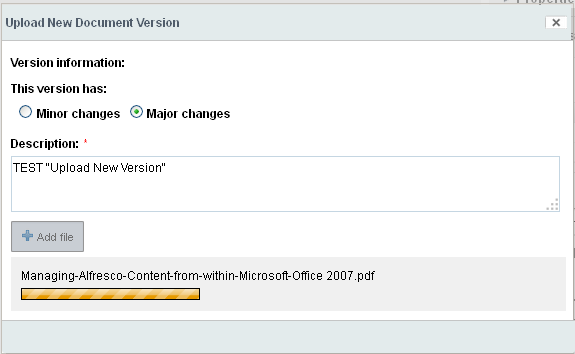 Upload New Document Version
Version information:
This version has:
Minor changes Major changes
Description: *
TEST "Upload New Version"
Add file
Managing-Alfresco-Content-from-within-Microsoft-Office 2007.pdf